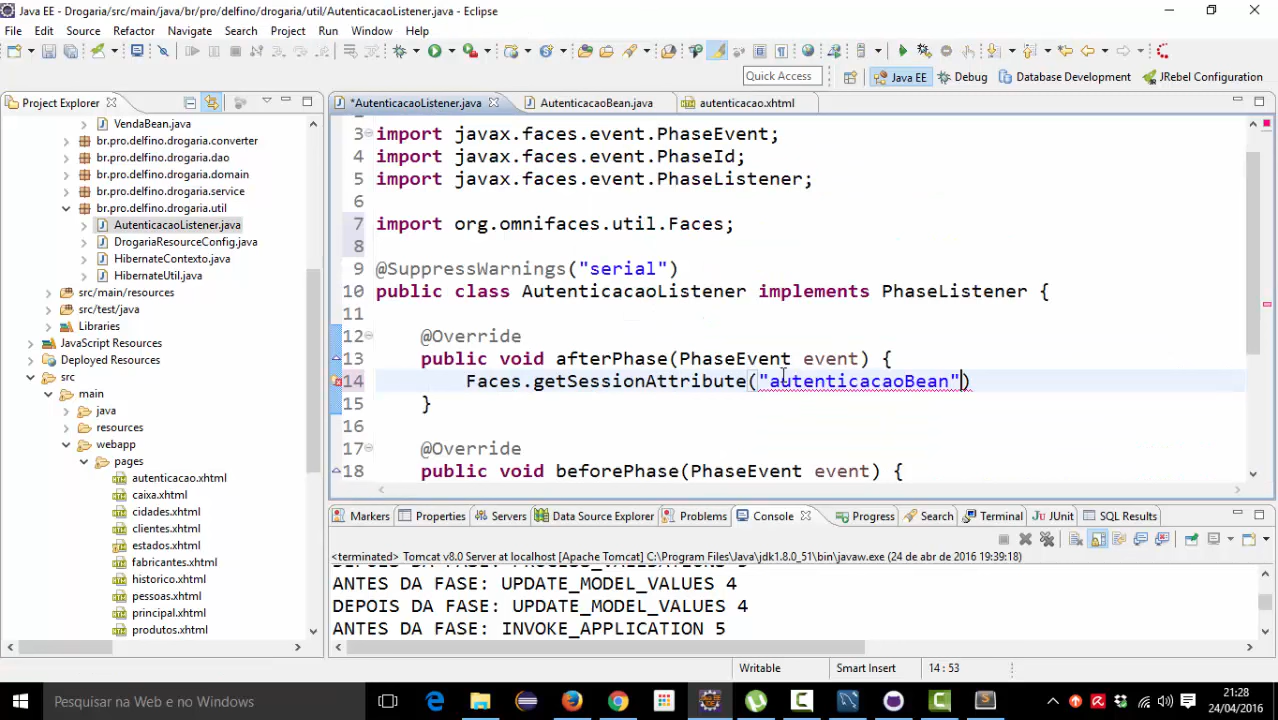 Java EE - Drogaria/src/main/java/br/pro/delfino/drogaria/util/AutenticacaoListener.java - Eclipse
File Edit Source Refactor Navigate Search Project Run Window Help
Quick Access Java EE Debug Database Development JRebel Configuration
Project Explorer *AutenticacaoListener.java AutenticacaoBean.java autenticacao.xhtml
VendaBean.java
br.pro.delfino.drogaria.converter
br.pro.delfino.drogaria.dao
br.pro.delfino.drogaria.domain
br.pro.delfino.drogaria.service
br.pro.delfino.drogaria.util
AutenticacaoListener.java
DrogariaResourceConfig.java
HibernateContexto.java
HibernateUtil.java
src/main/resources
src/test/java
Libraries
JavaScript Resources
Deployed Resources
src
main
java
resources
webapp
pages
autenticacao.xhtml
caixa.xhtml
cidades.xhtml
clientes.xhtml
estados.xhtml
fabricantes.xhtml
historico.xhtml
pessoas.xhtml
principal.xhtml
produtos.xhtml
3 import javax.faces.event.PhaseEvent;
4 import javax.faces.event.PhaseId;
5 import javax.faces.event.PhaseListener;
6
7 import org.omnifaces.util.Faces;
8
9 @SuppressWarnings("serial")
10 public class AutenticacaoListener implements PhaseListener {
11
12 @Override
13 public void afterPhase(PhaseEvent event) {
14 Faces.getSessionAttribute("autenticacaoBean")
15 }
16
17 @Override
18 public void beforePhase(PhaseEvent event) {
Markers Properties Servers Data Source Explorer Problems Console Progress Search Terminal JUnit SQL Results
<terminated> Tomcat v8.0 Server at localhost [Apache Tomcat] C:\Program Files\Java\jdk1.8.0_51\bin\javaw.exe (24 de abr de 2016 19:39:18)
ANTES DA FASE: UPDATE_MODEL_VALUES 4
DEPOIS DA FASE: UPDATE_MODEL_VALUES 4
ANTES DA FASE: INVOKE_APPLICATION 5
Writable Smart Insert 14 : 53
Pesquisar na Web e no Windows
21:28
24/04/2016